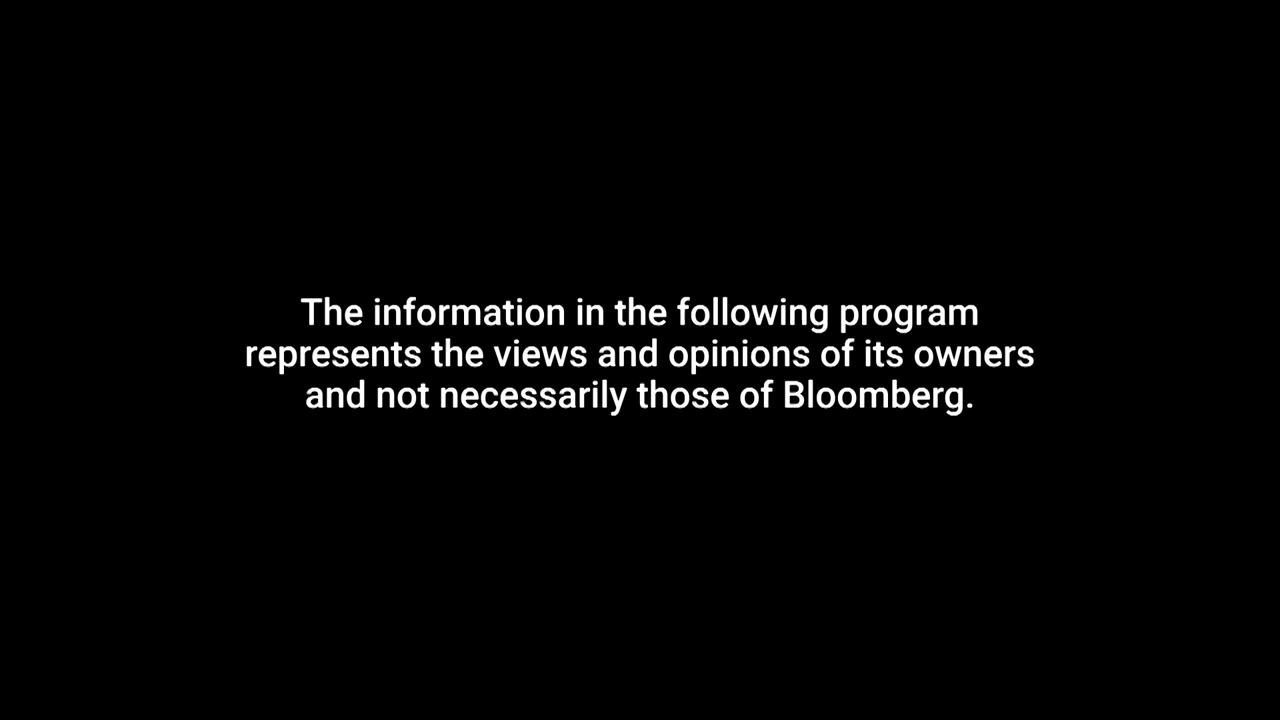 The information in the following program
represents the views and opinions of its owners
and not necessarily those of Bloomberg.